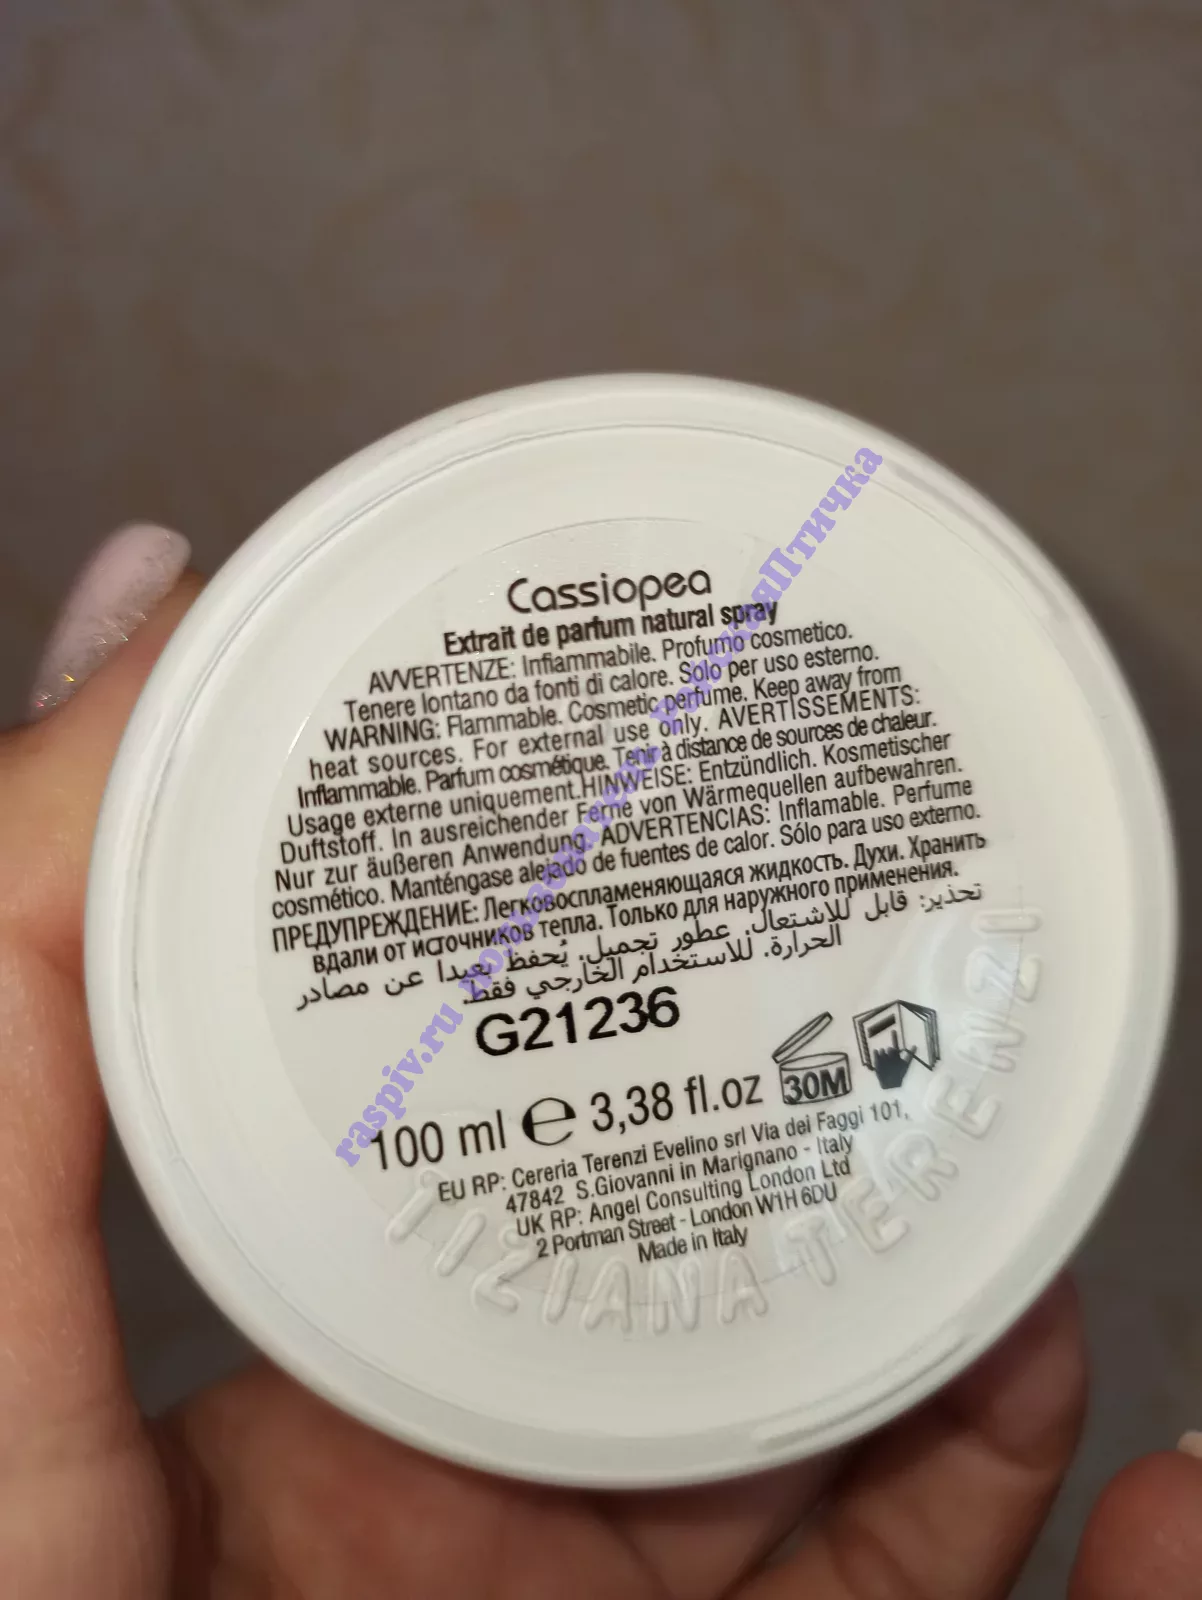 Cassiopea
Extrait de parfum natural spray
AVVERTENZE: Infiammabile. Profumo cosmetico.
Tenere lontano da fonti di calore. Solo per uso esterno.
WARNING: Flammable. Cosmetic perfume. Keep away from
heat sources. For external use only. AVERTISSEMENTS:
Inflammable. Parfum cosmétique. Tenir à distance de sources de chaleur.
Usage externe uniquement.HINWEISE: Entzündlich. Kosmetischer
Duftstoff. In ausreichender Ferne von Wärmequellen aufbewahren.
Nur zur äußeren Anwendung. ADVERTENCIAS: Inflamable. Perfume
cosmético. Manténgase alejado de fuentes de calor. Sólo para uso externo.
ПРЕДУПРЕЖДЕНИЕ: Легковоспламеняющаяся жидкость. Духи. Хранить
вдали от источников тепла. Только для наружного применения.
تحذير: قابل للاشتعال. عطور تجميل. يُحفظ بعيدا عن مصادر
الحرارة. للاستخدام الخارجي فقط.
G21236
100 ml e 3,38 fl.oz 30M
EU RP: Cereria Terenzi Evelino srl Via dei Faggi 101,
47842 S.Giovanni in Marignano - Italy
UK RP: Angel Consulting London Ltd
2 Portman Street - London W1H 6DU
Made in Italy
TIZIANA TERENZI
raspiv.ru пользователь РайскаяПтичка